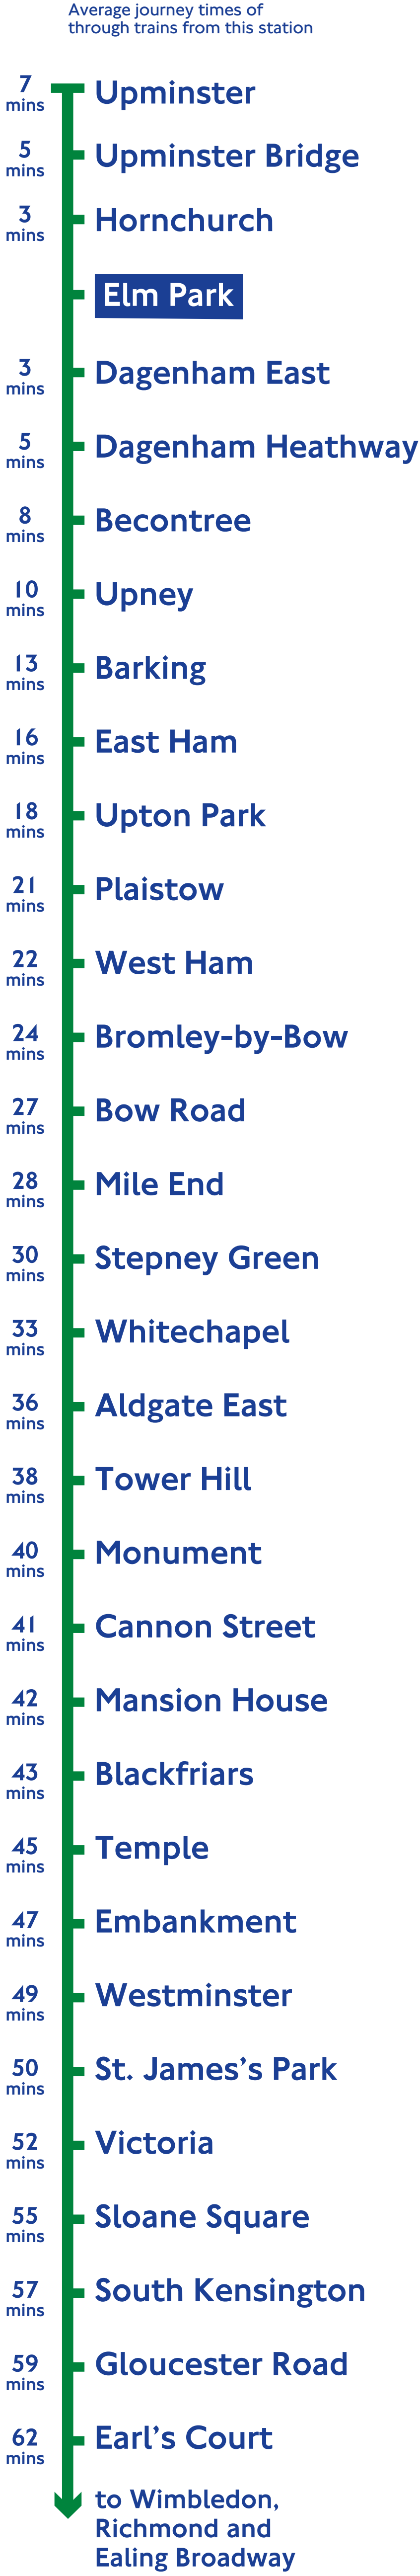 Average journey times of
through trains from this station
7 mins Upminster
5 mins Upminster Bridge
3 mins Hornchurch
Elm Park
3 mins Dagenham East
5 mins Dagenham Heathway
8 mins Becontree
10 mins Upney
13 mins Barking
16 mins East Ham
18 mins Upton Park
21 mins Plaistow
22 mins West Ham
24 mins Bromley-by-Bow
27 mins Bow Road
28 mins Mile End
30 mins Stepney Green
33 mins Whitechapel
36 mins Aldgate East
38 mins Tower Hill
40 mins Monument
41 mins Cannon Street
42 mins Mansion House
43 mins Blackfriars
45 mins Temple
47 mins Embankment
49 mins Westminster
50 mins St. James’s Park
52 mins Victoria
55 mins Sloane Square
57 mins South Kensington
59 mins Gloucester Road
62 mins Earl’s Court
to Wimbledon,
Richmond and
Ealing Broadway